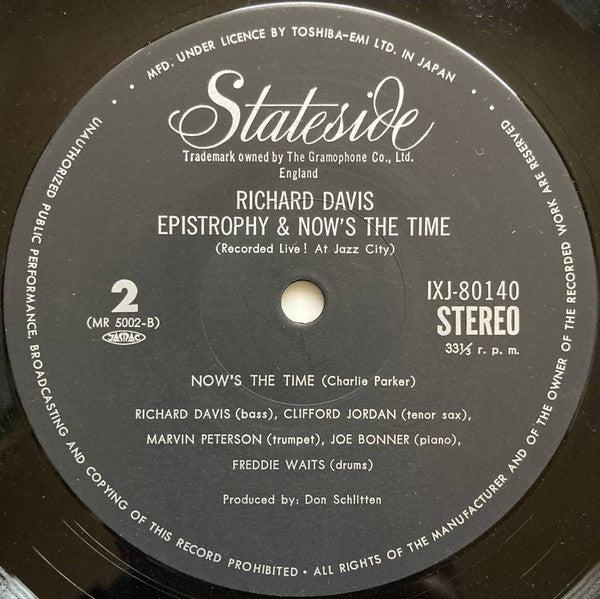 • MFD. UNDER LICENCE BY TOSHIBA-EMI LTD. IN JAPAN •
Stateside
Trademark owned by The Gramophone Co., Ltd.
England
RICHARD DAVIS
EPISTROPHY & NOW'S THE TIME
(Recorded Live! At Jazz City)
2
(MR 5002-B)
JASRAC
IXJ-80140
STEREO
33⅓ r. p. m.
NOW'S THE TIME (Charlie Parker)
RICHARD DAVIS (bass), CLIFFORD JORDAN (tenor sax),
MARVIN PETERSON (trumpet), JOE BONNER (piano),
FREDDIE WAITS (drums)
Produced by: Don Schlitten
UNAUTHORIZED PUBLIC PERFORMANCE, BROADCASTING AND COPYING OF THIS RECORD PROHIBITED • ALL RIGHTS OF THE MANUFACTURER AND OF THE OWNER OF THE RECORDED WORK ARE RESERVED